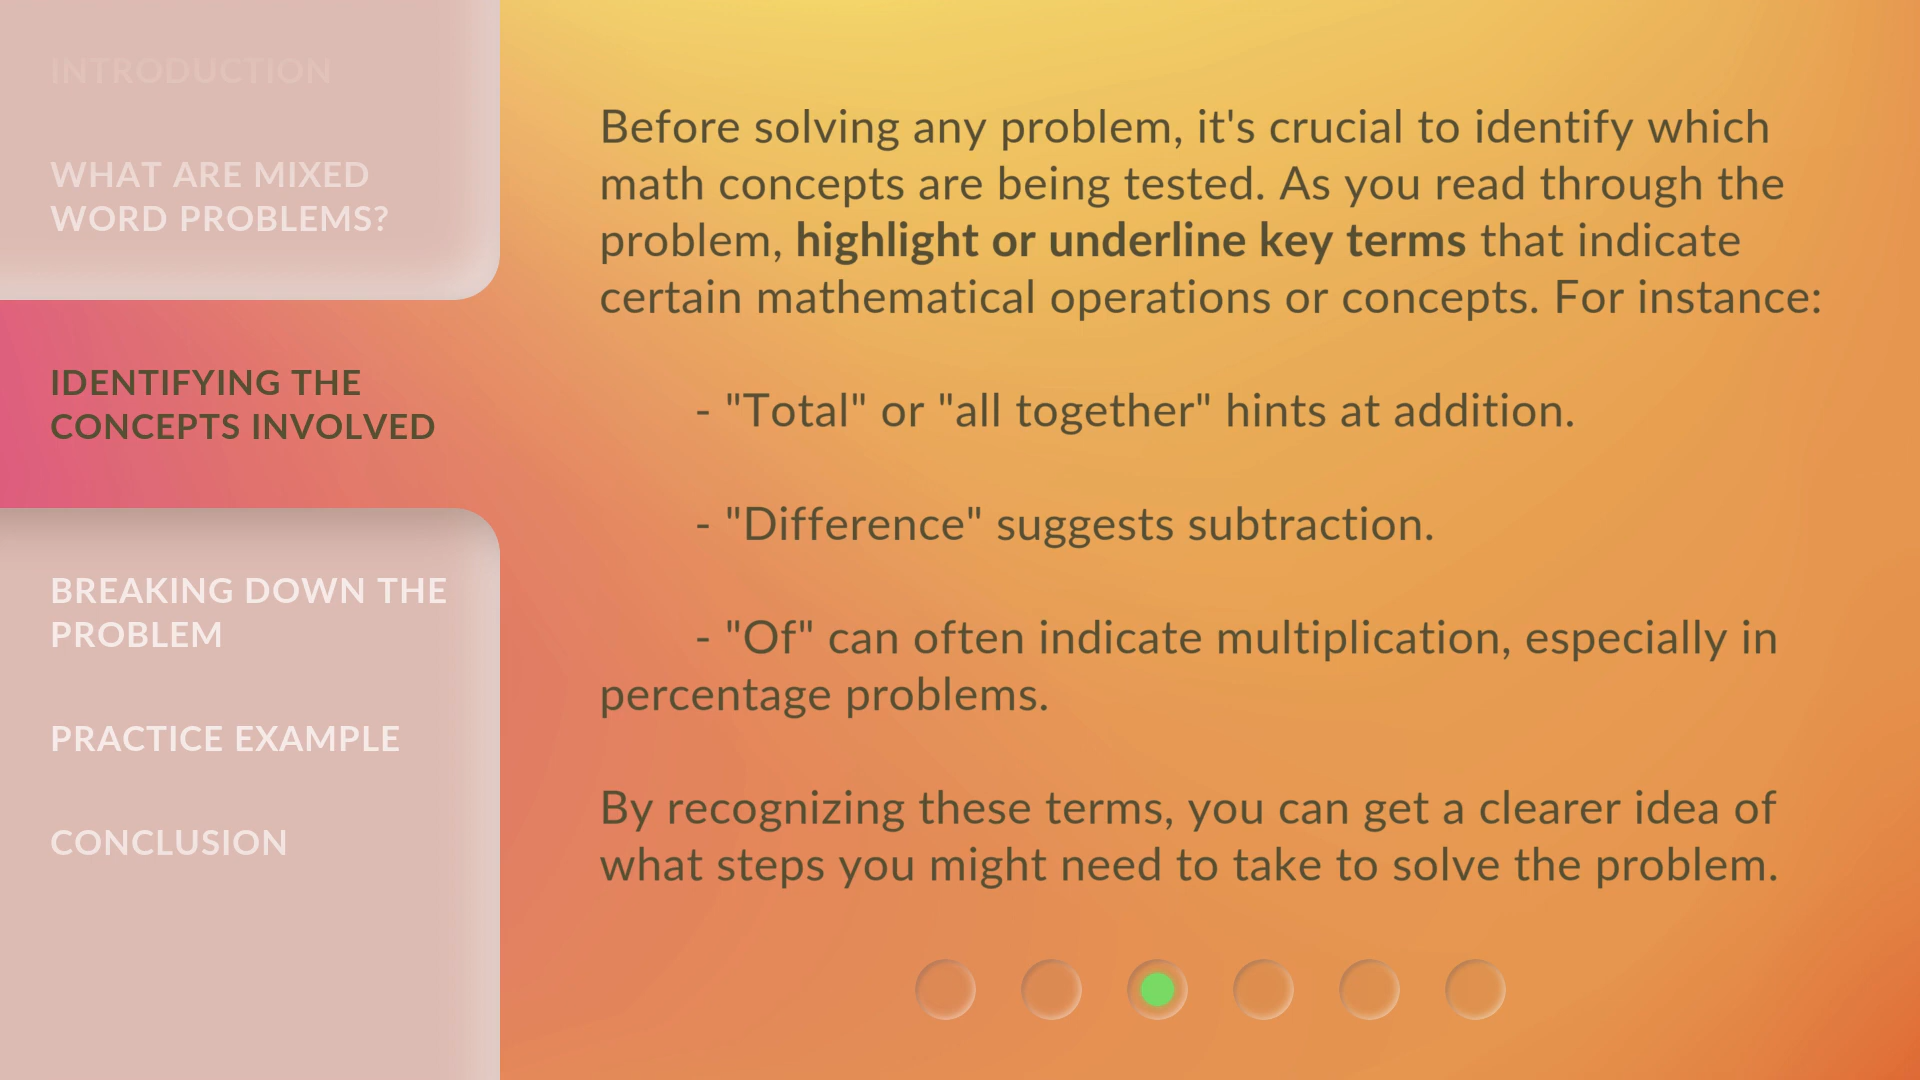 INTRODUCTION
WHAT ARE MIXED
WORD PROBLEMS?
IDENTIFYING THE
CONCEPTS INVOLVED
BREAKING DOWN THE
PROBLEM
PRACTICE EXAMPLE
CONCLUSION
Before solving any problem, it's crucial to identify which
math concepts are being tested. As you read through the
problem, highlight or underline key terms that indicate
certain mathematical operations or concepts. For instance:
- "Total" or "all together" hints at addition.
- "Difference" suggests subtraction.
- "Of" can often indicate multiplication, especially in
percentage problems.
By recognizing these terms, you can get a clearer idea of
what steps you might need to take to solve the problem.